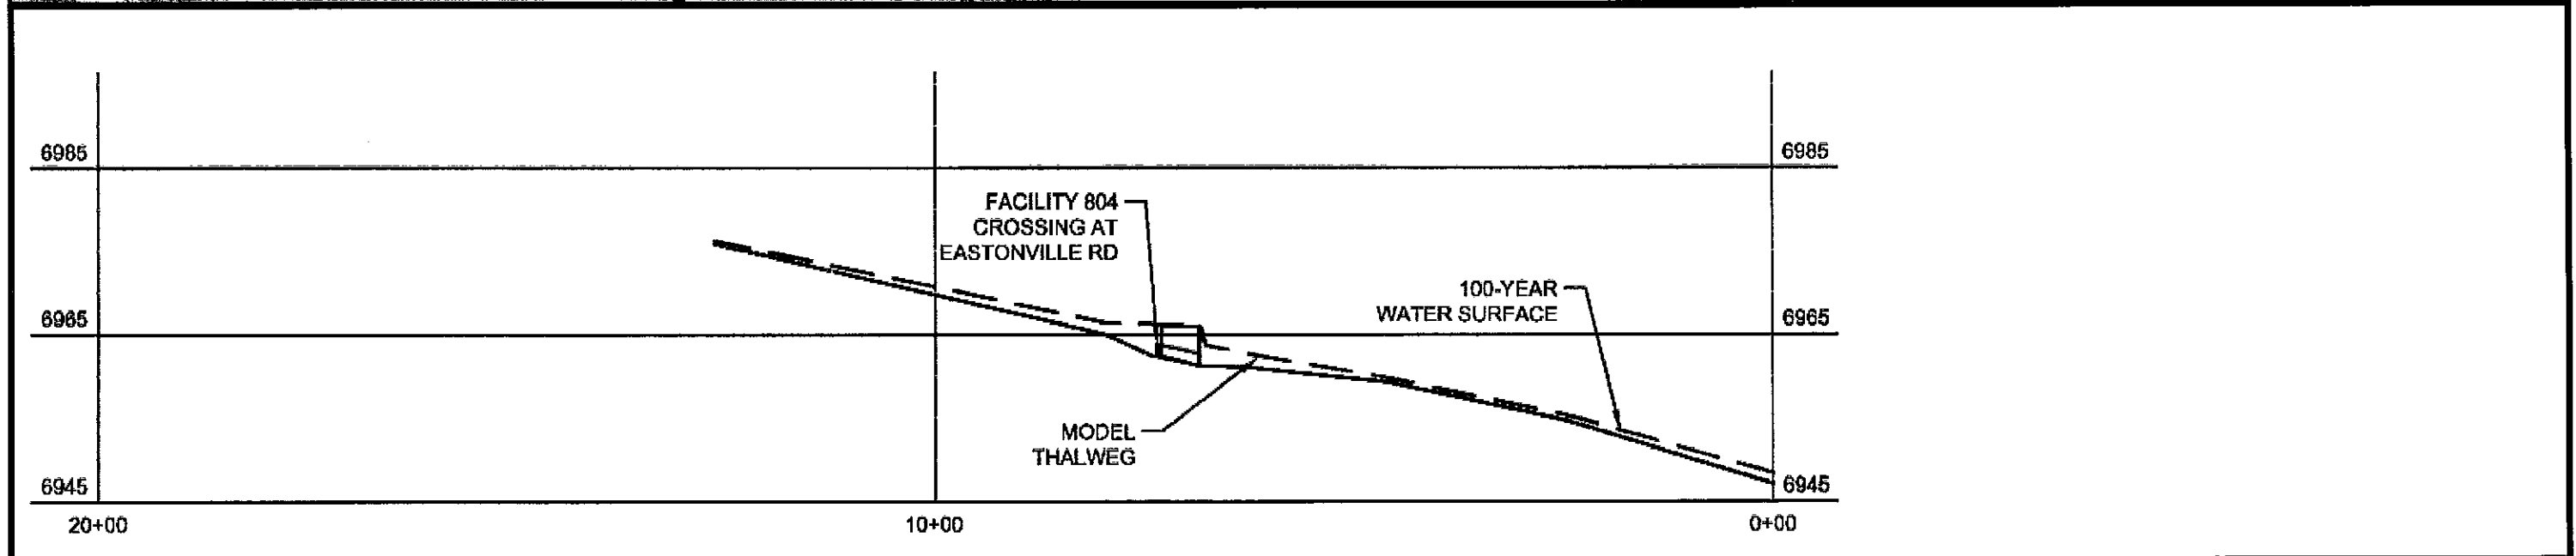 6985
6985
FACILITY 804
CROSSING AT
EASTONVILLE RD
100-YEAR
WATER SURFACE
6965
6965
MODEL
THALWEG
6945
6945
20+00
10+00
0+00